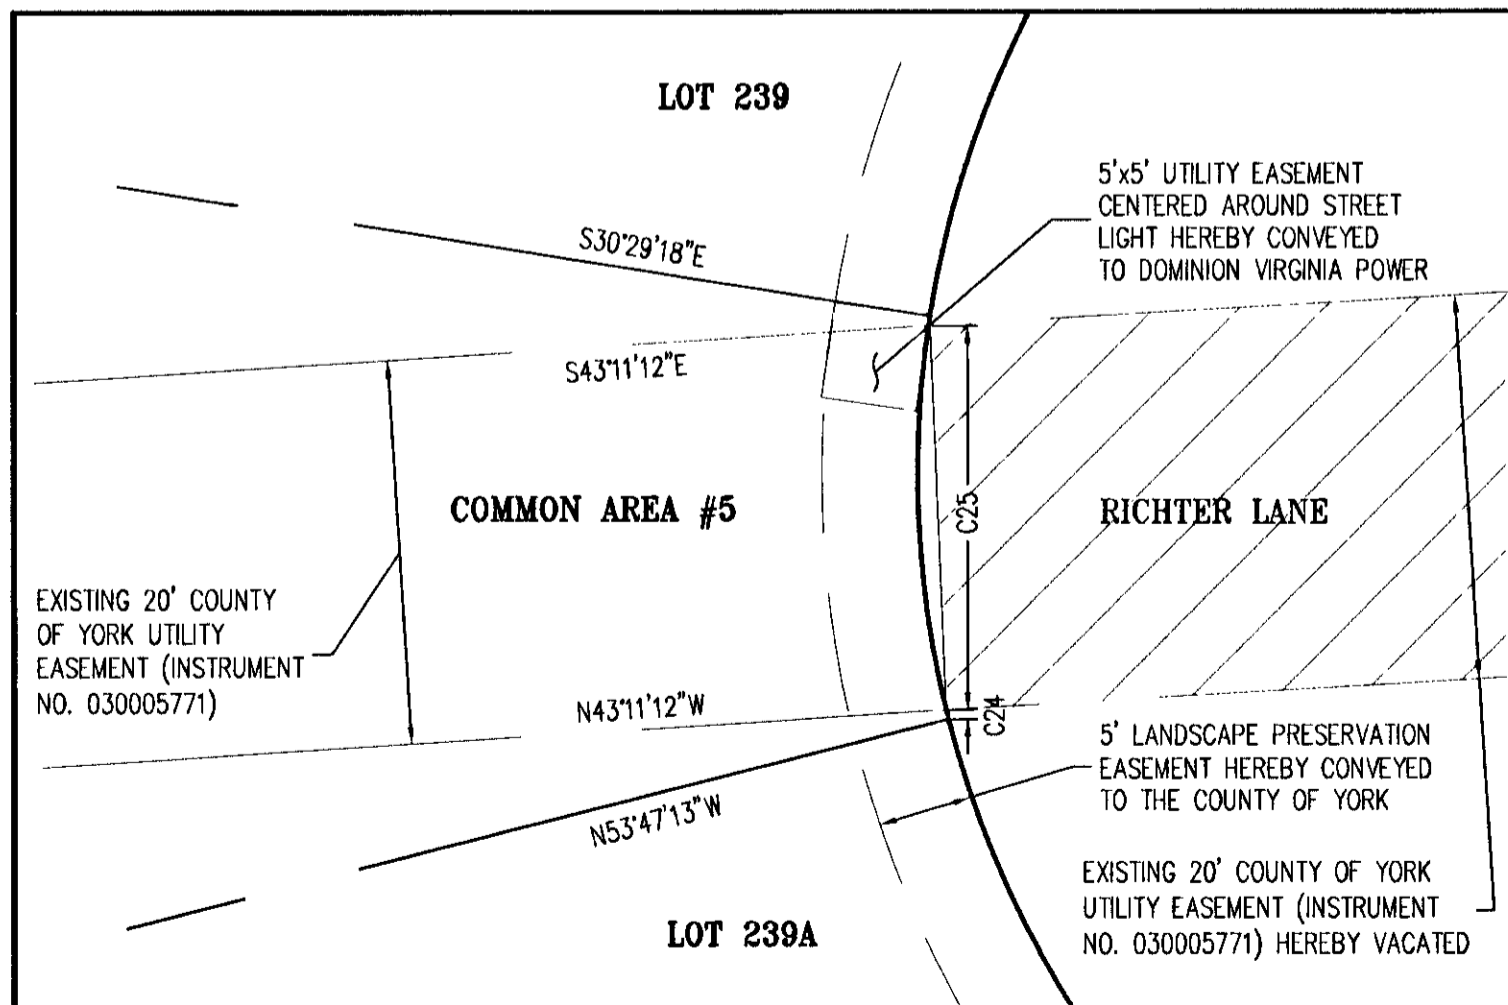 LOT 239
5'x5' UTILITY EASEMENT
CENTERED AROUND STREET
LIGHT HEREBY CONVEYED
TO DOMINION VIRGINIA POWER
S30°29'18"E
S43°11'12"E
COMMON AREA #5
C25
RICHTER LANE
EXISTING 20' COUNTY
OF YORK UTILITY
EASEMENT (INSTRUMENT
NO. 030005771)
N43°11'12"W
C24
5' LANDSCAPE PRESERVATION
EASEMENT HEREBY CONVEYED
TO THE COUNTY OF YORK
N53°47'13"W
EXISTING 20' COUNTY OF YORK
UTILITY EASEMENT (INSTRUMENT
NO. 030005771) HEREBY VACATED
LOT 239A